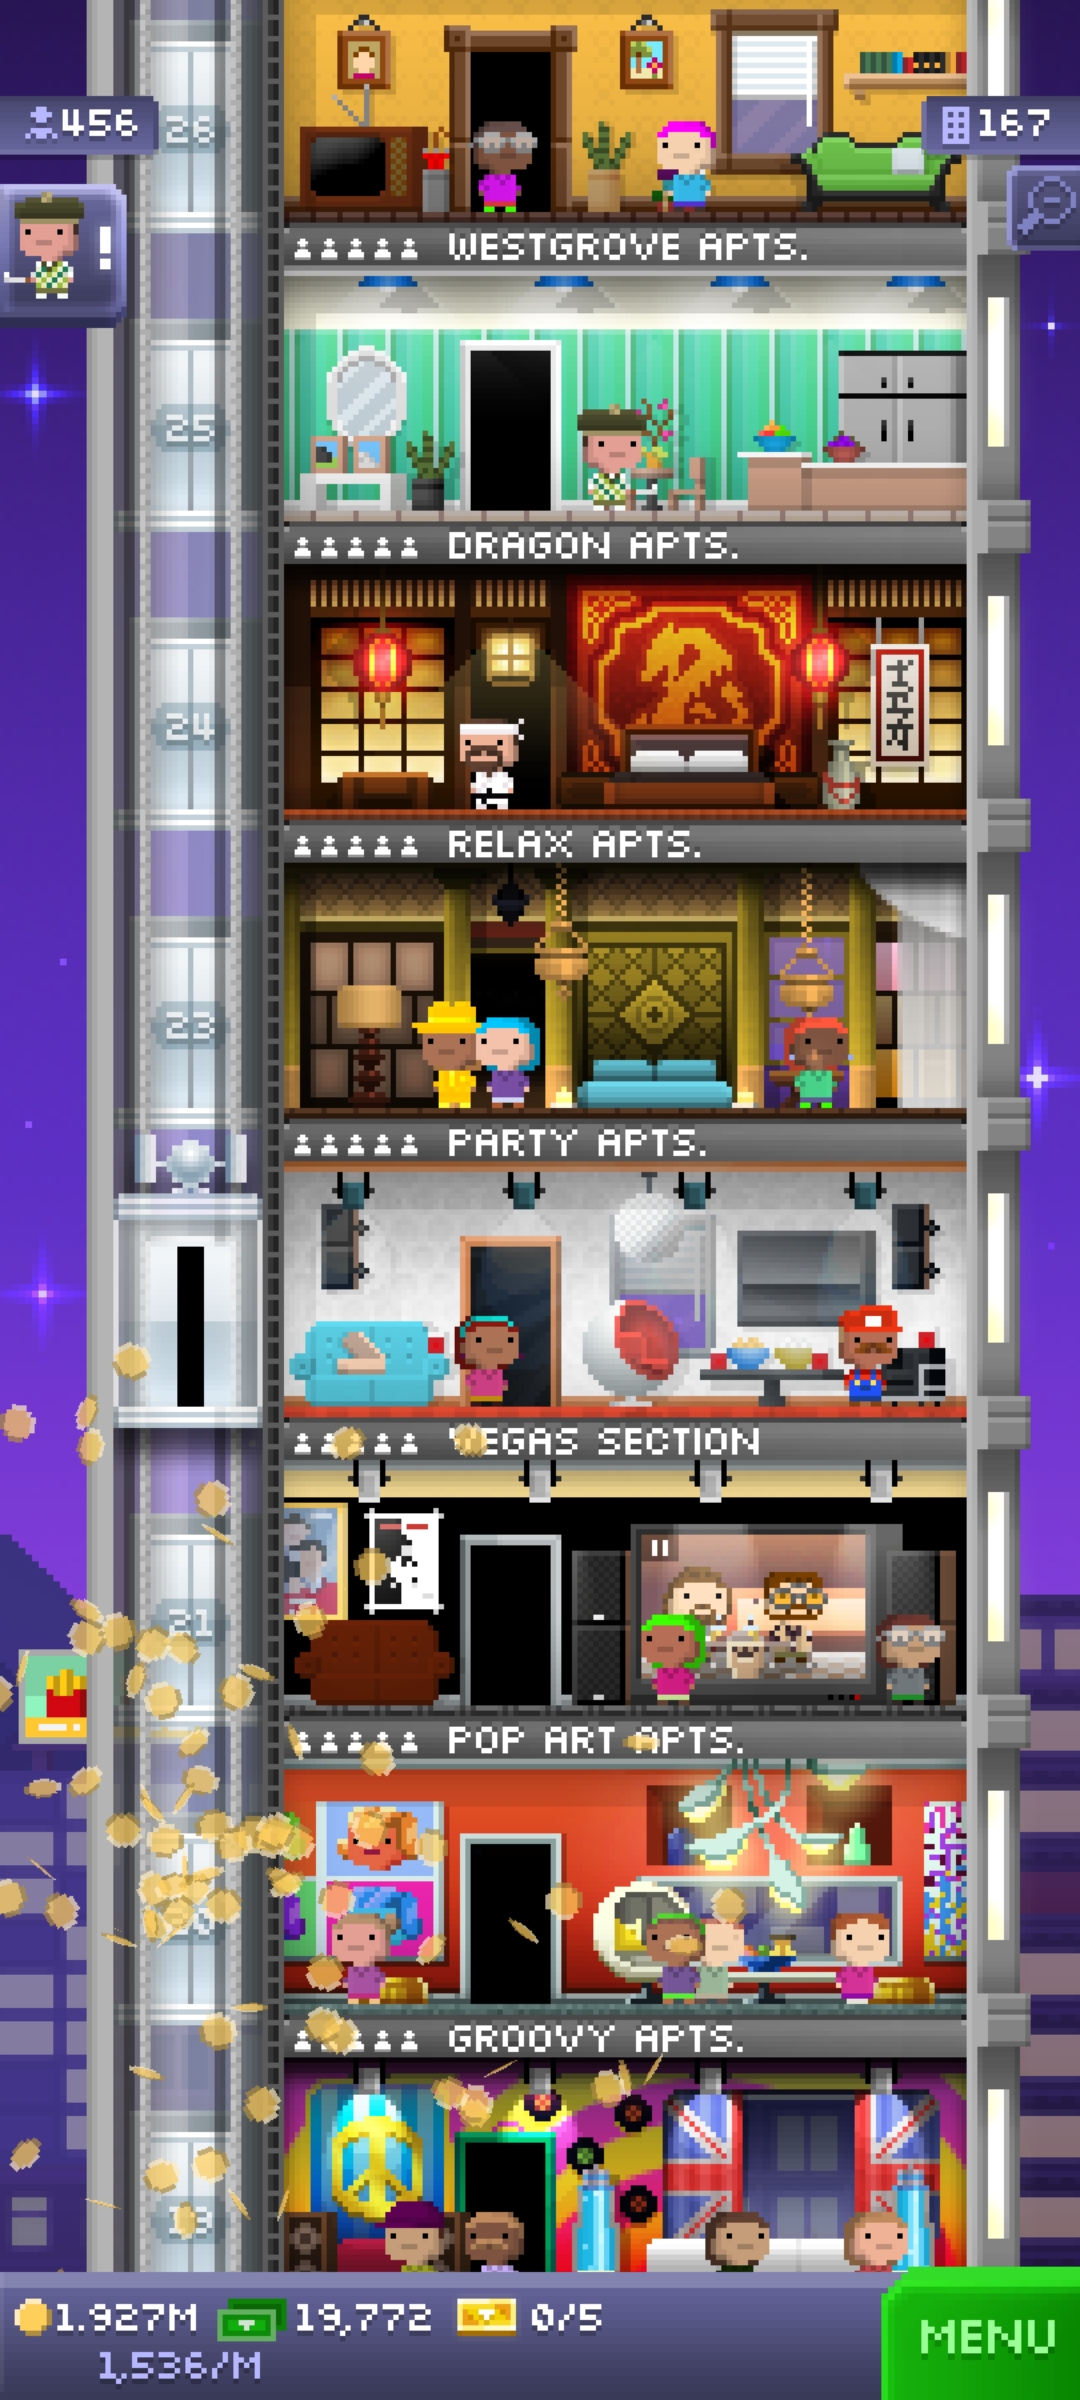 456
26
167
!
WESTGROVE APTS.
25
DRAGON APTS.
24
RELAX APTS.
23
PARTY APTS.
VEGAS SECTION
21
POP ART APTS.
GROOVY APTS.
1.927M
19,772
0/5
1,536/M
MENU